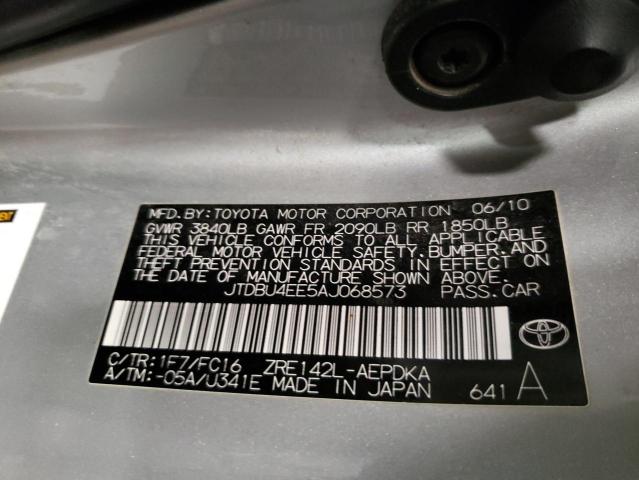 MENT
MFD. BY: TOYOTA MOTOR CORPORATION 06/10
GVWR 3840LB GAWR FR 2090LB RR 1850LB
THIS VEHICLE CONFORMS TO ALL APPLICABLE
FEDERAL MOTOR VEHICLE SAFETY, BUMPER, AND
THEFT PREVENTION STANDARDS IN EFFECT ON
THE DATE OF MANUFACTURE SHOWN ABOVE.
JTDBU4EE5AJ068573 PASS. CAR
C/TR: 1F7/FC16 ZRE142L-AEPDKA
A/TM: -05A/U341E MADE IN JAPAN 641 A